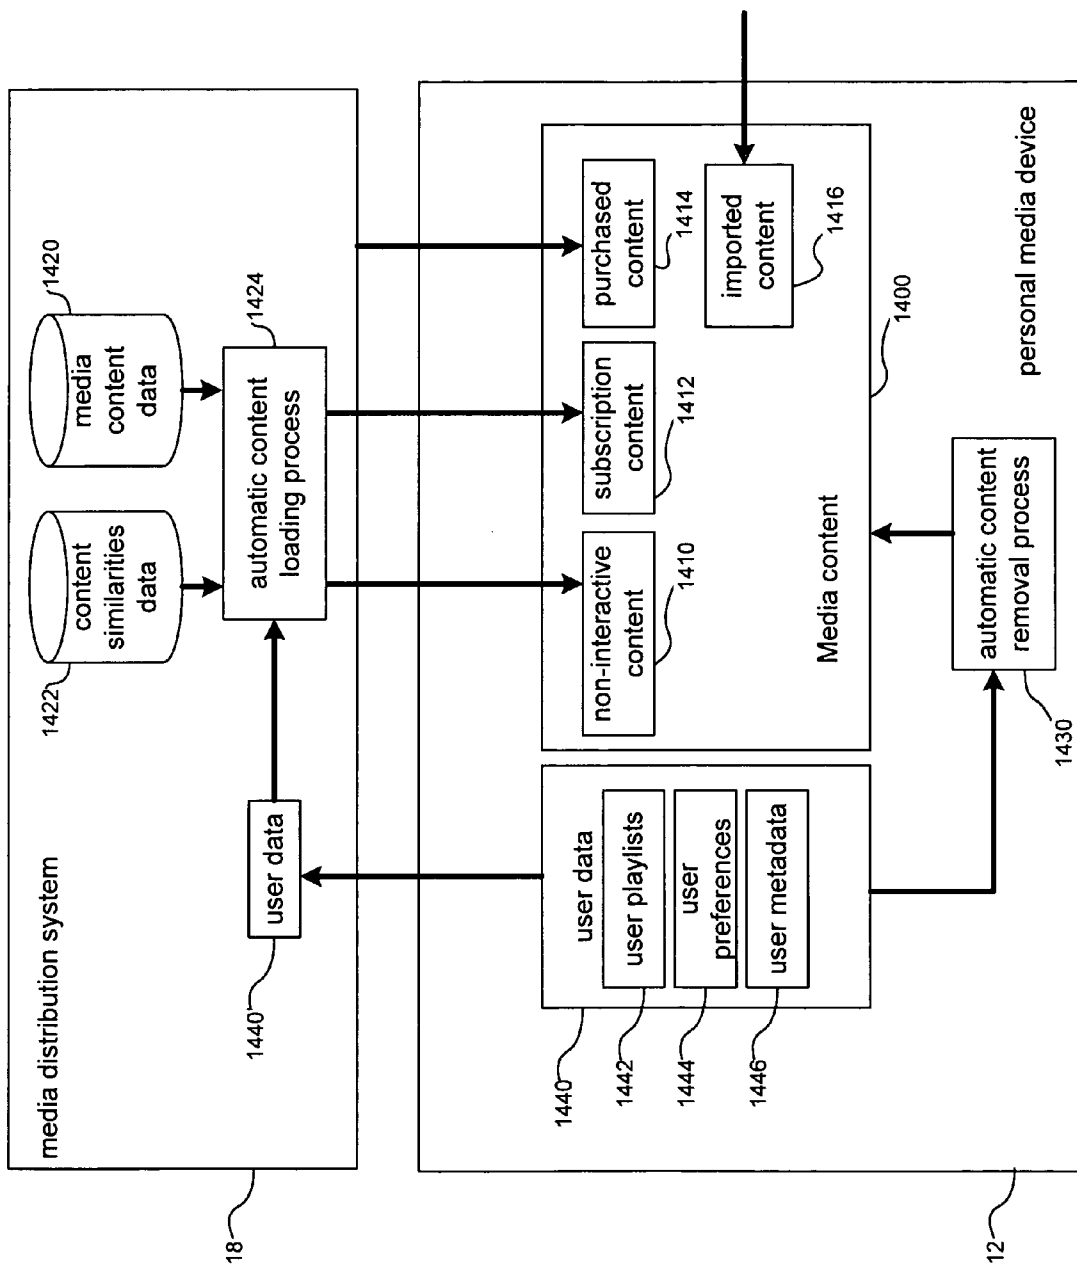 media distribution system
18
content
similarities
data
1422
media
content
data
1420
automatic content
loading process
1424
user data
1440
user data
user playlists
user
preferences
user metadata
1440
1442
1444
1446
non-interactive
content
1410
subscription
content
1412
purchased
content
1414
imported
content
1416
Media content
1400
automatic content
removal process
1430
personal media device
12